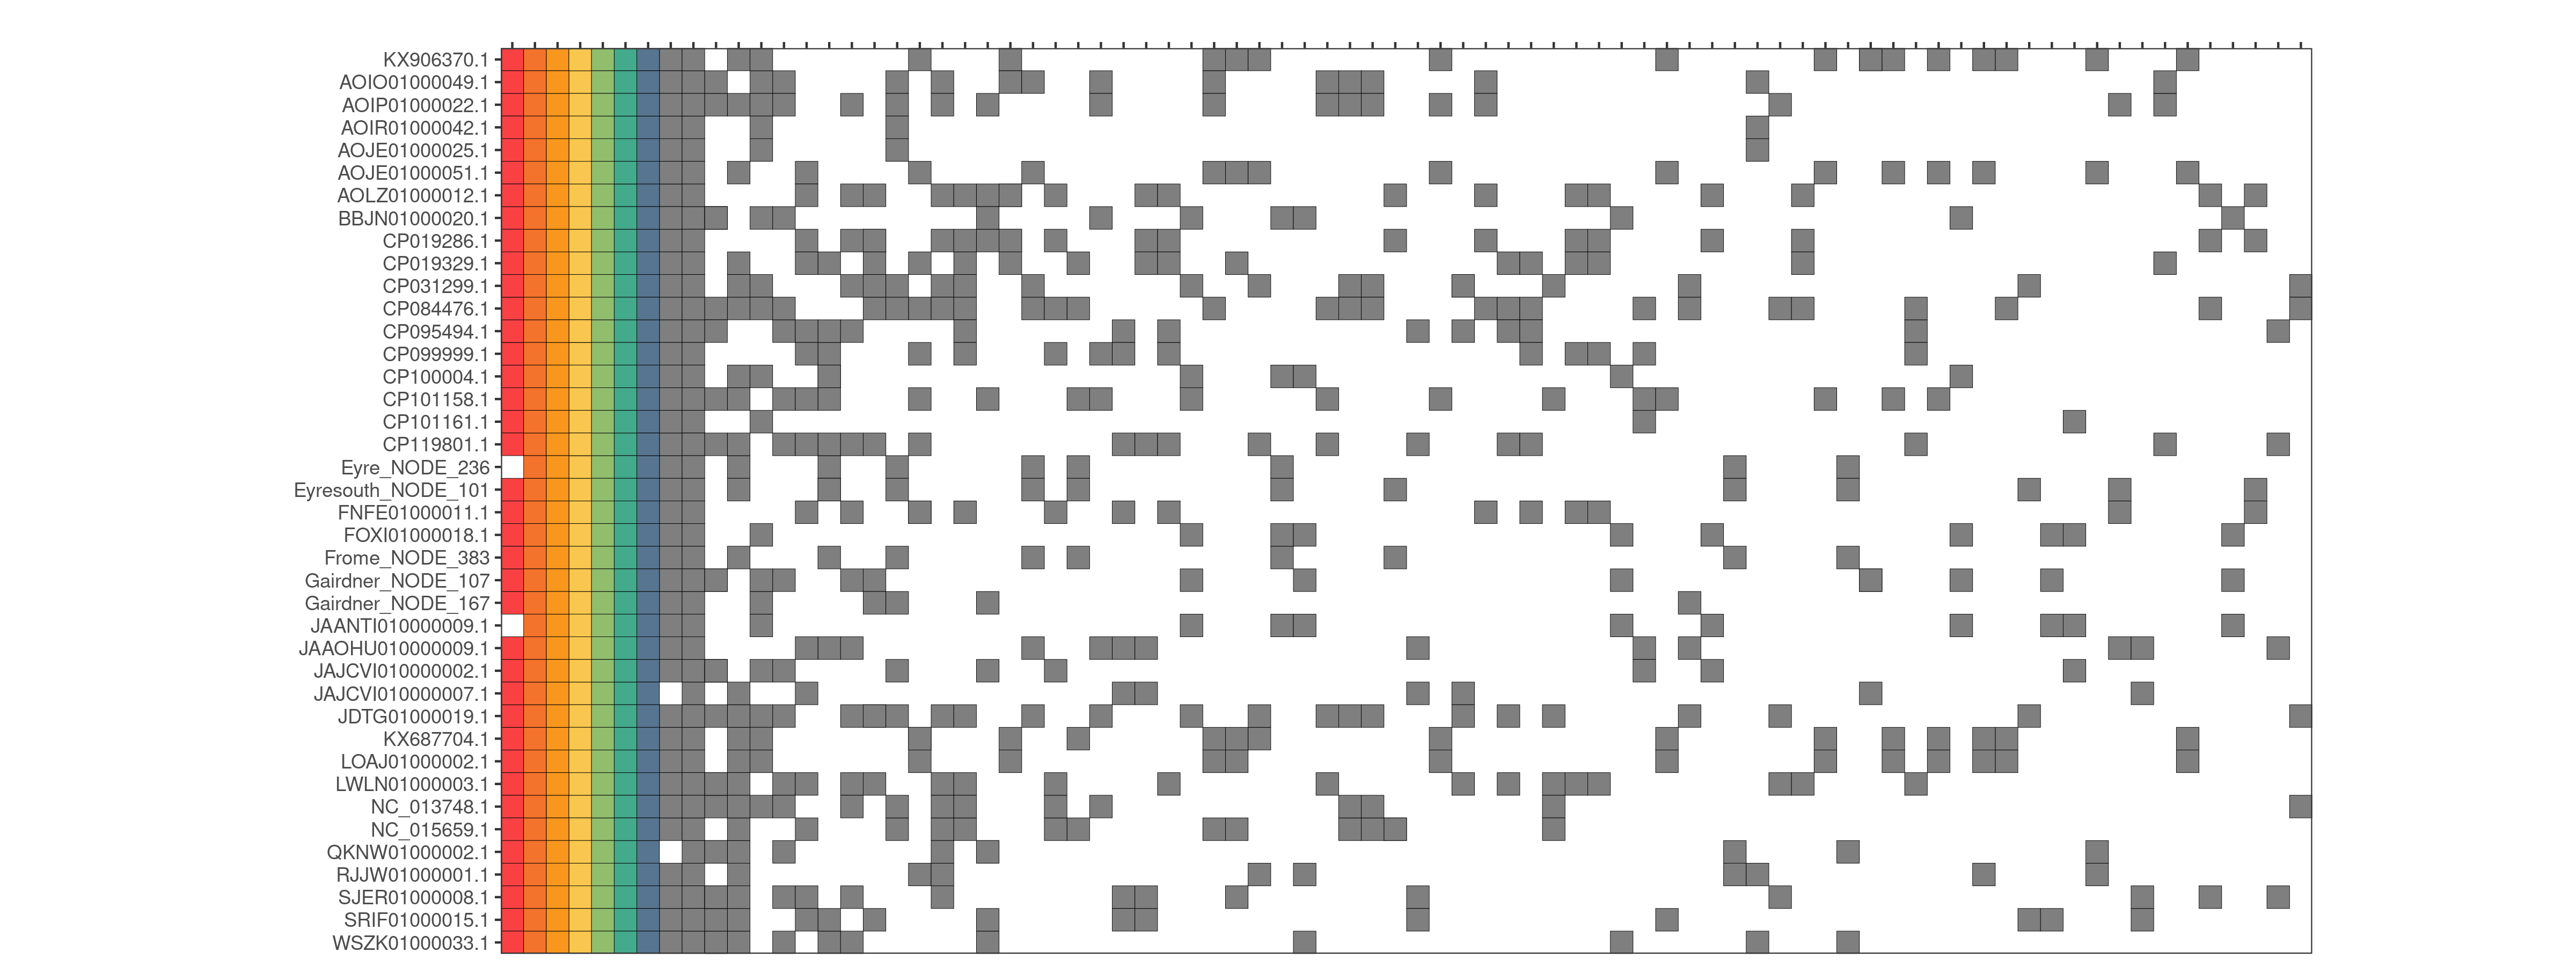 KX906370.1
AOIO01000049.1
AOIP01000022.1
AOIR01000042.1
AOJE01000025.1
AOJE01000051.1
AOLZ01000012.1
BBJN01000020.1
CP019286.1
CP019329.1
CP031299.1
CP084476.1
CP095494.1
CP099999.1
CP100004.1
CP101158.1
CP101161.1
CP119801.1
Eyre_NODE_236
Eyresouth_NODE_101
FNFE01000011.1
FOXI01000018.1
Frome_NODE_383
Gairdner_NODE_107
Gairdner_NODE_167
JAANTI010000009.1
JAAOHU010000009.1
JAJCVI010000002.1
JAJCVI010000007.1
JDTG01000019.1
KX687704.1
LOAJ01000002.1
LWLN01000003.1
NC_013748.1
NC_015659.1
QKNW01000002.1
RJJW01000001.1
SJER01000008.1
SRIF01000015.1
WSZK01000033.1